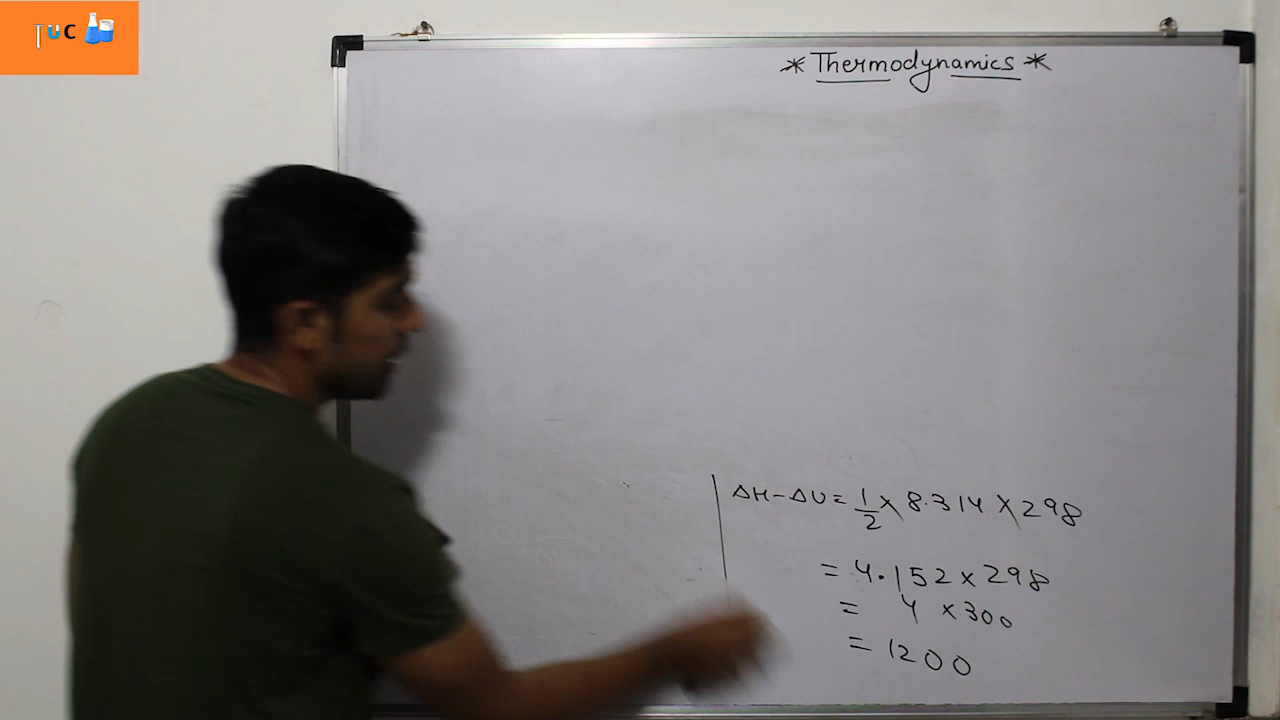 TUC
* Thermodynamics *
ΔH - ΔU = 1/2 × 8.314 × 298
= 4.152 × 298
= 4 × 300
= 1200